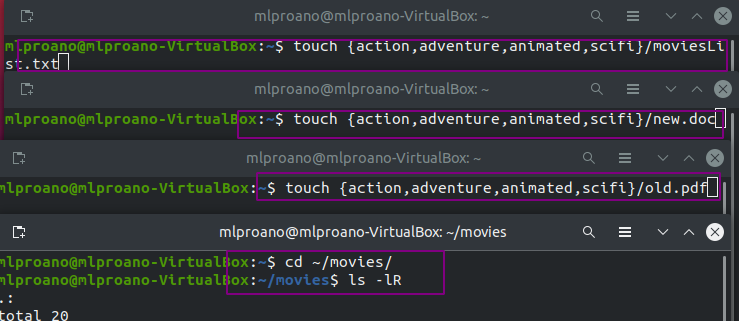 mlproano@mlproano-VirtualBox: ~
mlproano@mlproano-VirtualBox:~$ touch {action,adventure,animated,scifi}/moviesLi
st.txt
mlproano@mlproano-VirtualBox: ~
mlproano@mlproano-VirtualBox:~$ touch {action,adventure,animated,scifi}/new.doc
mlproano@mlproano-VirtualBox: ~
mlproano@mlproano-VirtualBox:~$ touch {action,adventure,animated,scifi}/old.pdf
mlproano@mlproano-VirtualBox: ~/movies
mlproano@mlproano-VirtualBox:~$ cd ~/movies/
mlproano@mlproano-VirtualBox:~/movies$ ls -lR
.:
total 20